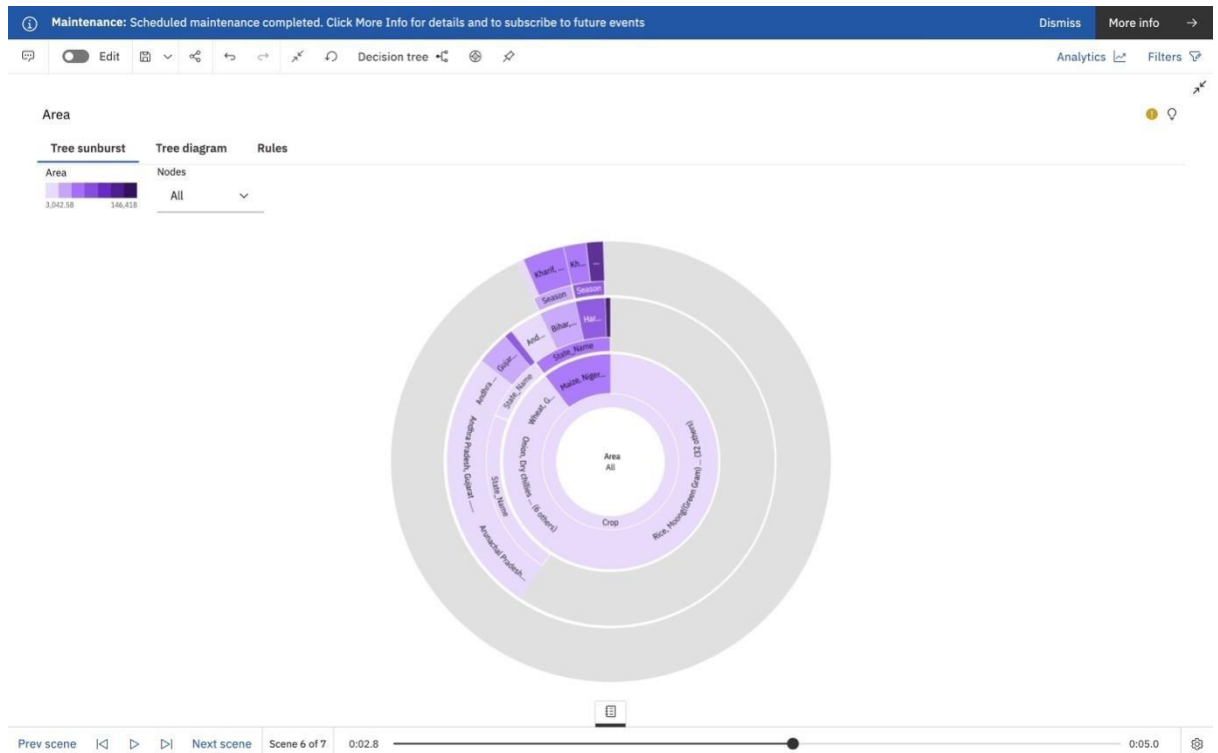 Maintenance: Scheduled maintenance completed. Click More Info for details and to subscribe to future events
Dismiss
More info
Edit
Decision tree
Analytics
Filters
Area
Tree sunburst
Tree diagram
Rules
Area
3,042.58
146,418
Nodes
All
Kharif, ...
Kh...
...
Season
Season
And...
Bihar,...
Har...
State_Name
Gujar...
State_Name
Maize, Niger...
Andhra ...
Wheat, G...
Andhra Pradesh, Gujarat ......
State_Name
Onion, Dry chillies ... (6 others)
Arunachal Pradesh...
Area
All
Crop
Rice, Moong(Green Gram) ... (32 others)
Prev scene
Next scene
Scene 6 of 7
0:02.8
0:05.0